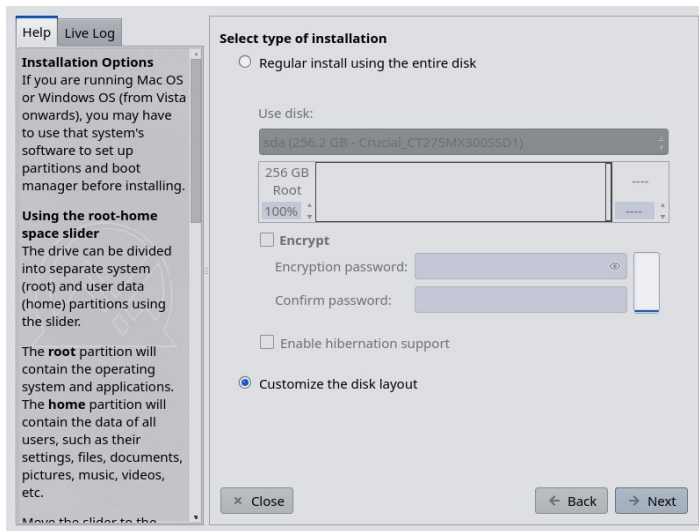 Help
Live Log
Installation Options
If you are running Mac OS
or Windows OS (from Vista
onwards), you may have
to use that system's
software to set up
partitions and boot
manager before installing.
Using the root-home
space slider
The drive can be divided
into separate system
(root) and user data
(home) partitions using
the slider.
The root partition will
contain the operating
system and applications.
The home partition will
contain the data of all
users, such as their
settings, files, documents,
pictures, music, videos,
etc.
Move the slider to the
Select type of installation
Regular install using the entire disk
Use disk:
sda (256.2 GB - Crucial_CT275MX300SSD1)
256 GB
Root
100%
----
----
Encrypt
Encryption password:
Confirm password:
Enable hibernation support
Customize the disk layout
Close
Back
Next